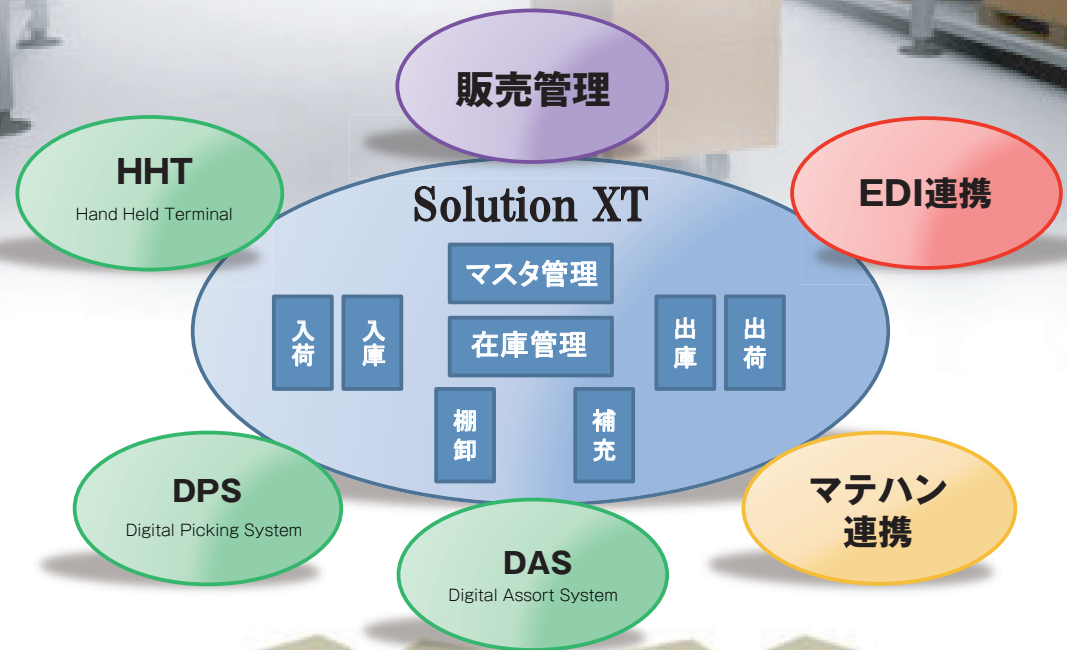 販売管理
HHT
Hand Held Terminal
EDI連携
Solution XT
マスタ管理
入荷
入庫
在庫管理
出庫
出荷
棚卸
補充
DPS
Digital Picking System
マテハン
連携
DAS
Digital Assort System